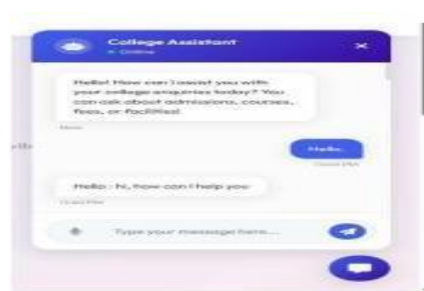 College Assistant
Online
Hello! How can I assist you with
your college enquiries today? You
can ask about admissions, courses,
fees, or facilities!
Hello.
Hello : hi, how can I help you
Type your message here...